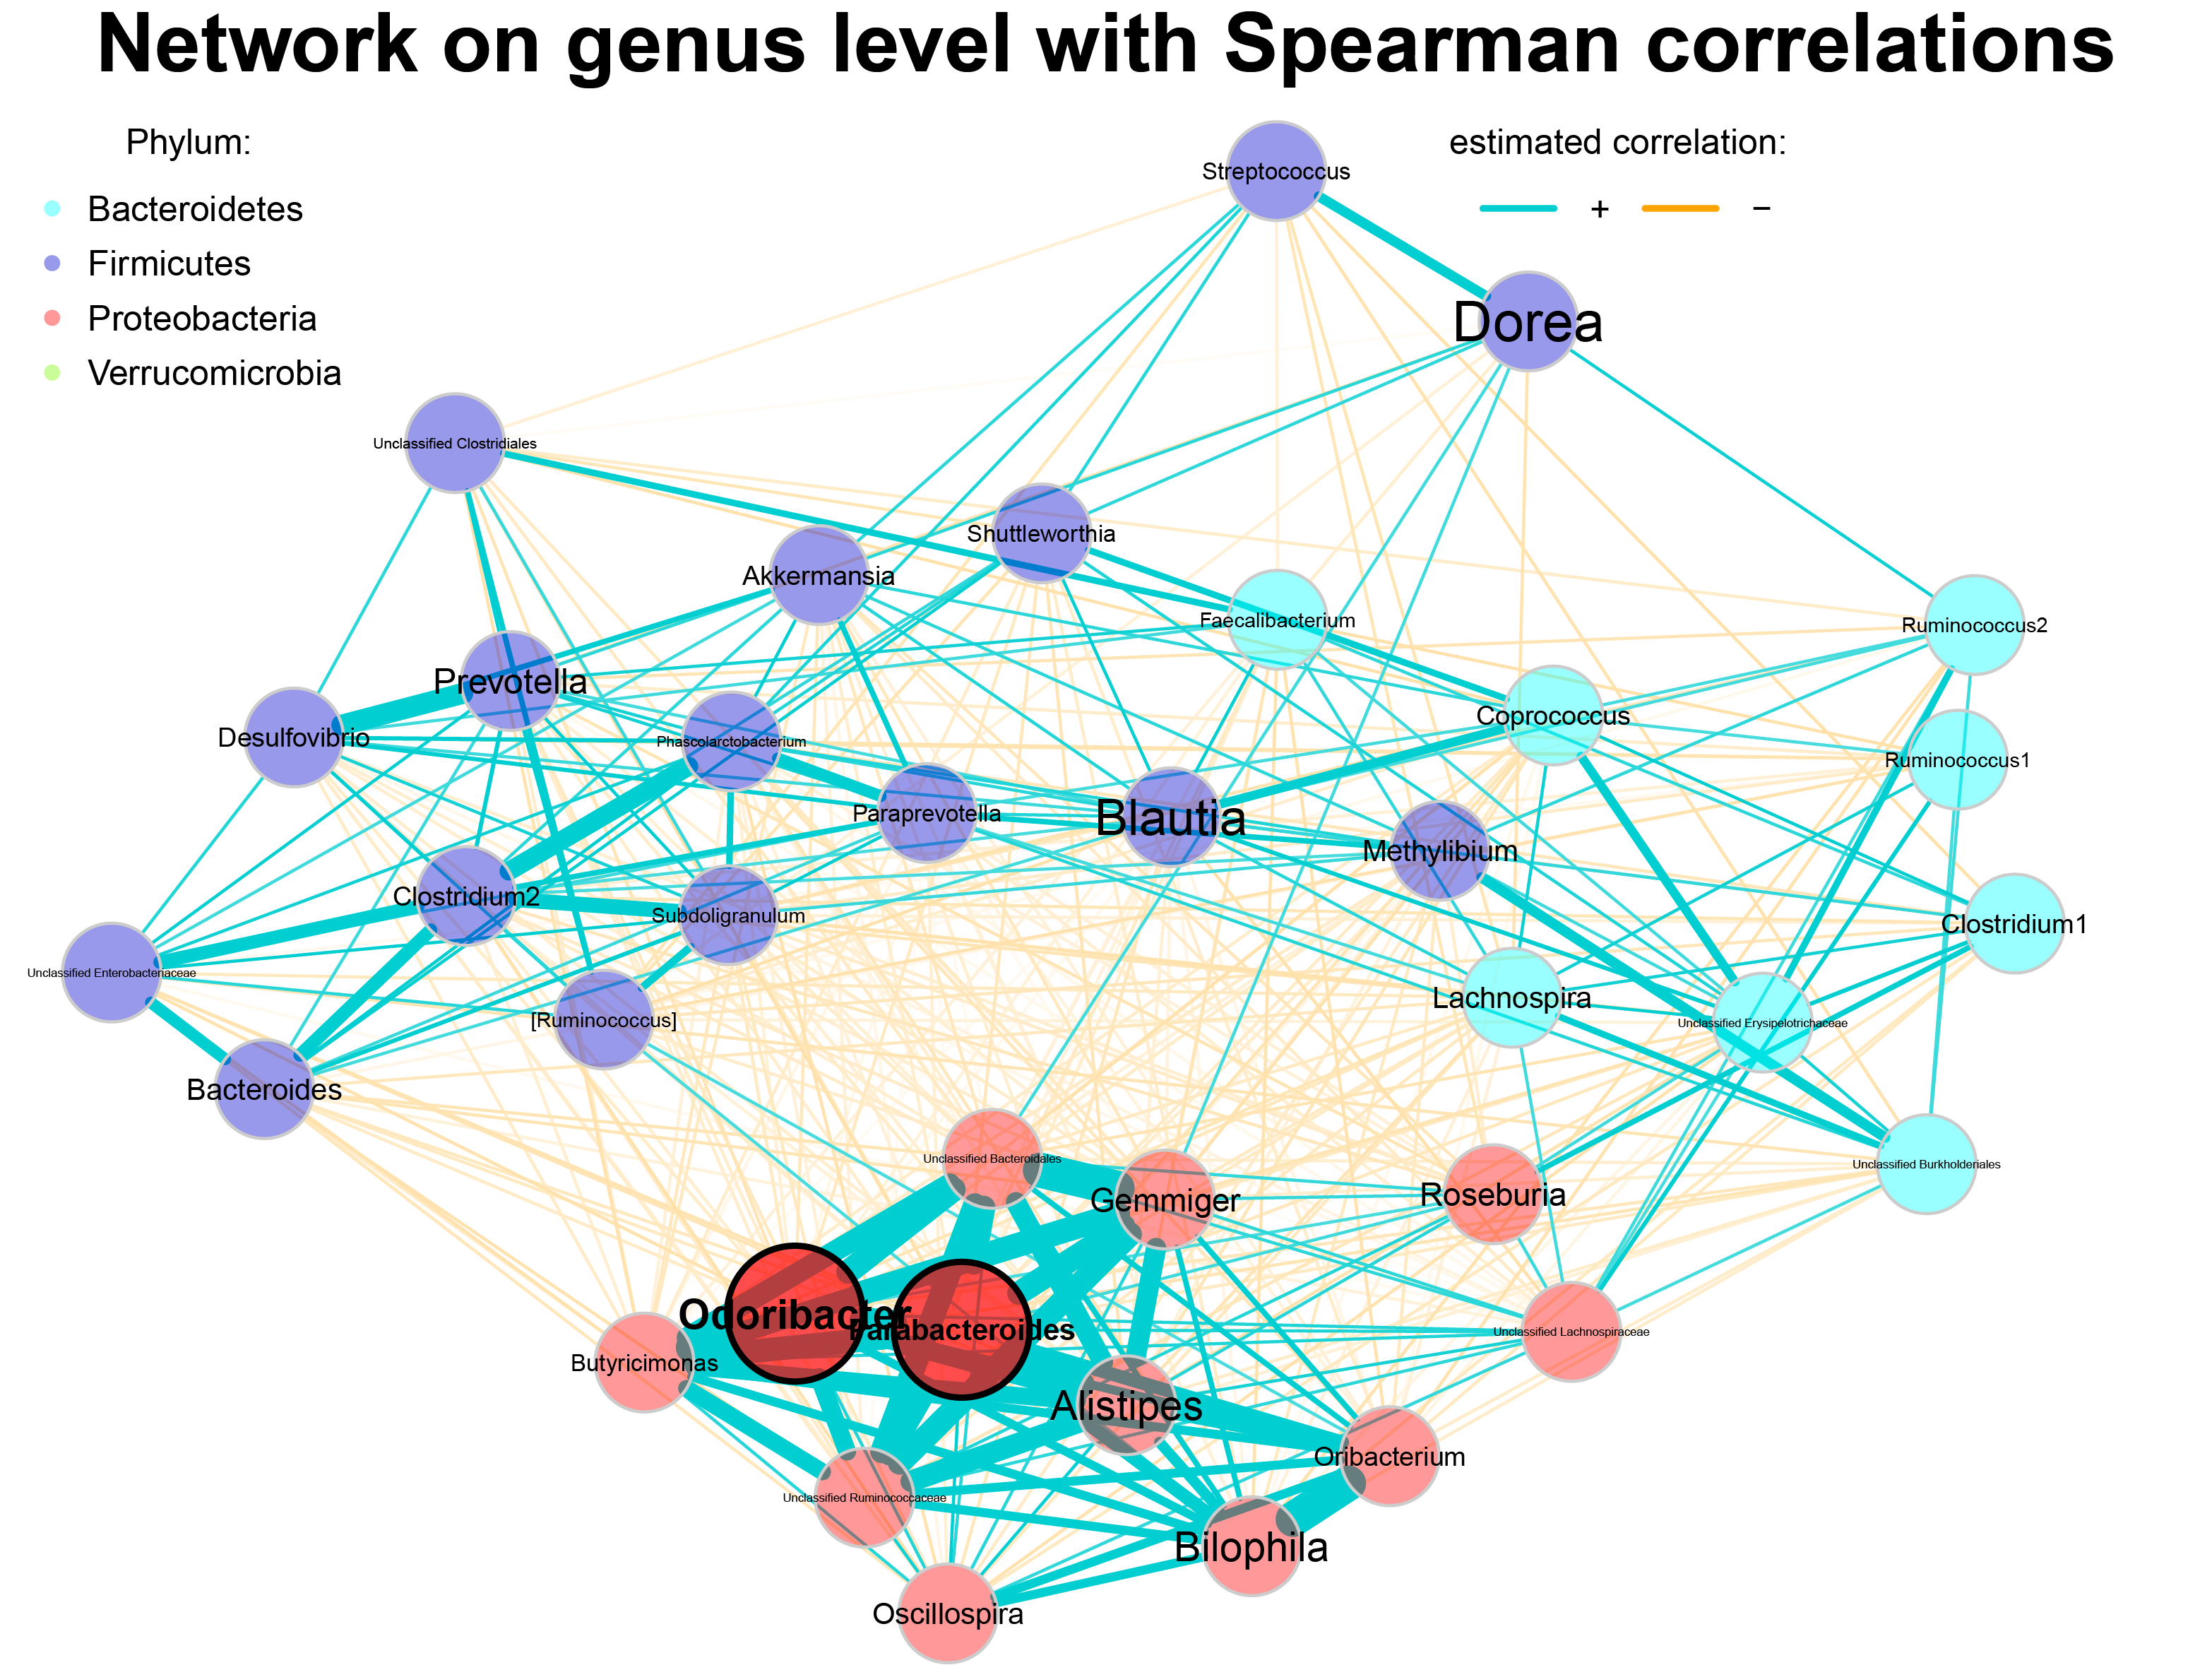 Network on genus level with Spearman correlations
Phylum:
Bacteroidetes
Firmicutes
Proteobacteria
Verrucomicrobia
estimated correlation:
+ −
Streptococcus
Dorea
Unclassified Clostridiales
Shuttleworthia
Akkermansia
Faecalibacterium
Ruminococcus2
Prevotella
Coprococcus
Desulfovibrio
Phascolarctobacterium
Ruminococcus1
Paraprevotella
Blautia
Methylibium
Clostridium2
Subdoligranulum
Clostridium1
Unclassified Enterobacteriaceae
Lachnospira
[Ruminococcus]
Unclassified Erysipelotrichaceae
Bacteroides
Unclassified Bacteroidales
Unclassified Burkholderiales
Gemmiger
Roseburia
Odoribacter
Parabacteroides
Unclassified Lachnospiraceae
Butyricimonas
Alistipes
Oribacterium
Unclassified Ruminococcaceae
Bilophila
Oscillospira